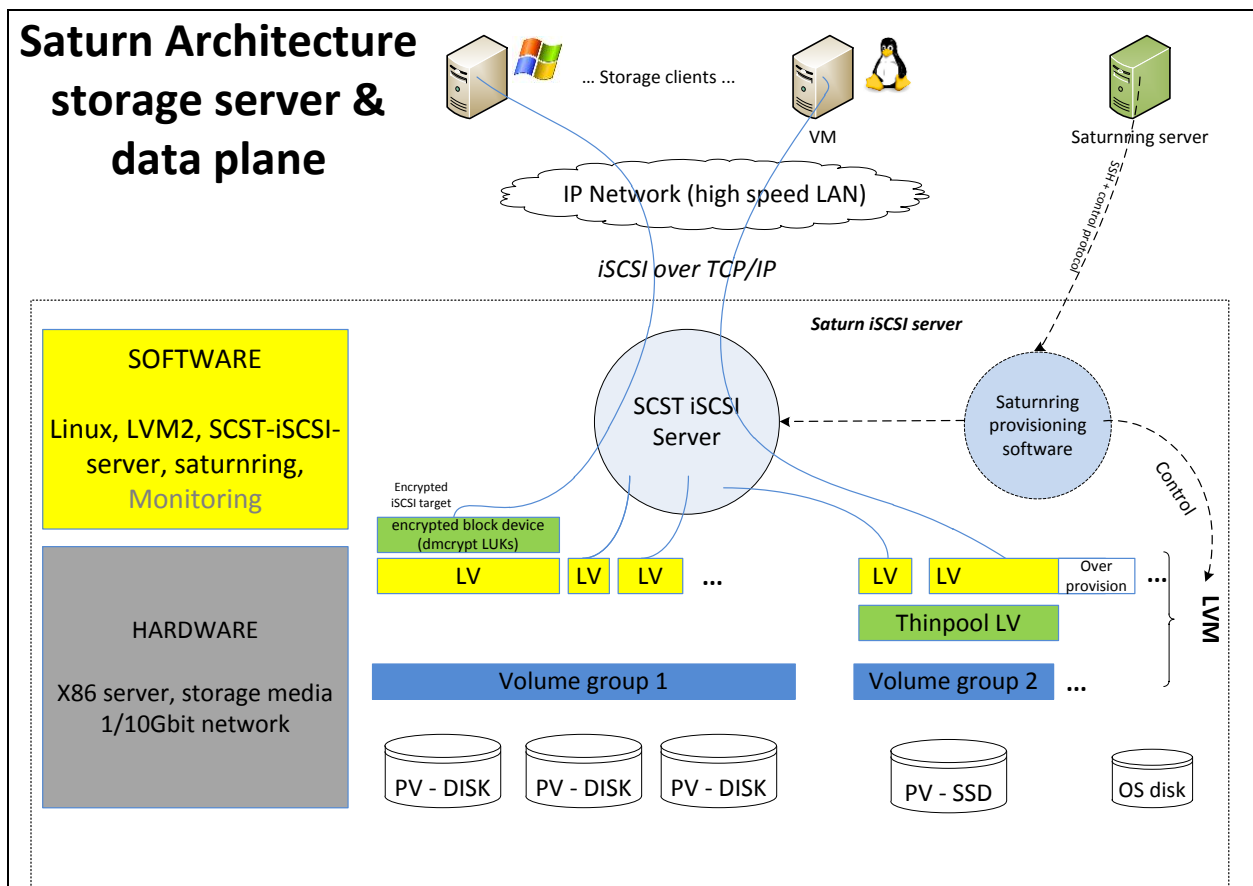 Saturn Architecture
storage server &
data plane
... Storage clients ...
VM
Saturnring server
IP Network (high speed LAN)
SSH + control protocol
iSCSI over TCP/IP
Saturn iSCSI server
SOFTWARE
Linux, LVM2, SCST-iSCSI-
server, saturnring,
Monitoring
SCST iSCSI
Server
Saturnring
provisioning
software
Control
Encrypted
iSCSI target
encrypted block device
(dmcrypt LUKs)
LV
LV
LV
...
LV
LV
Over
provision
...
LVM
Thinpool LV
HARDWARE
X86 server, storage media
1/10Gbit network
Volume group 1
Volume group 2
...
PV - DISK
PV - DISK
PV - DISK
PV - SSD
OS disk